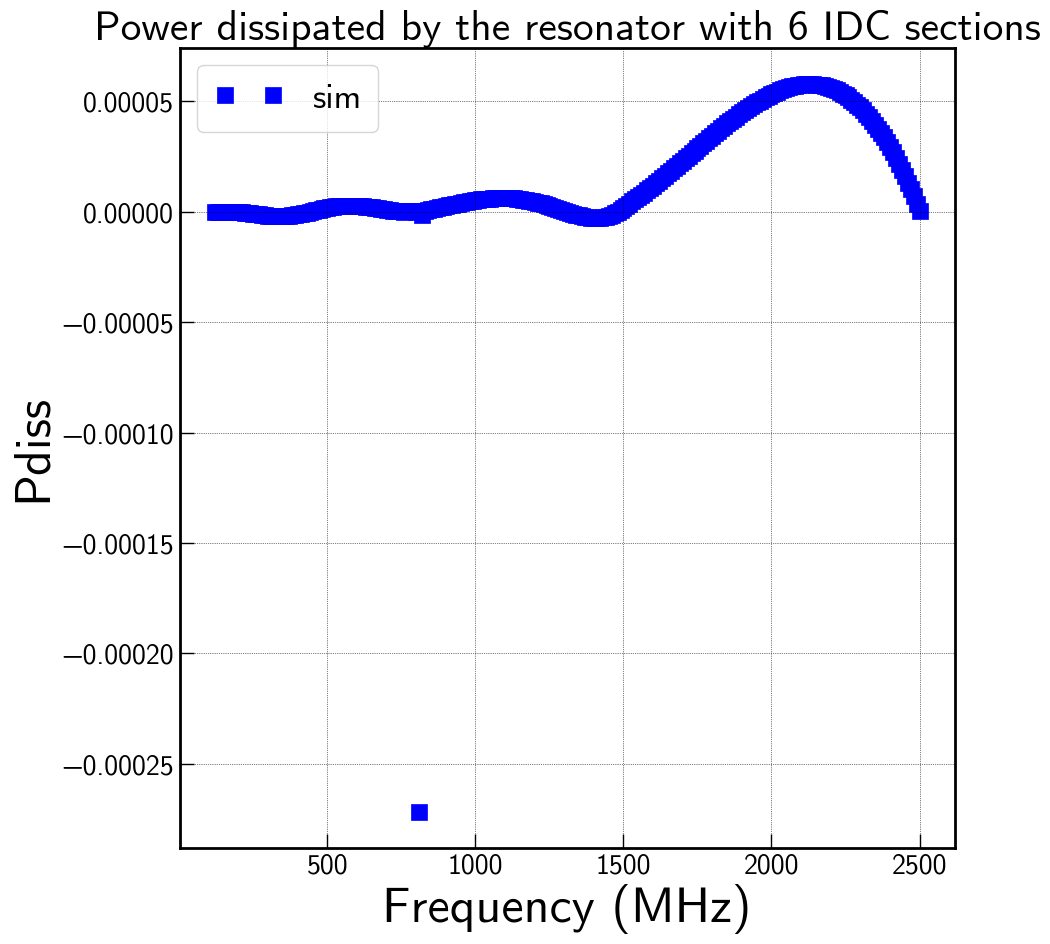 Power dissipated by the resonator with 6 IDC sections
sim
0.00005
0.00000
−0.00005
−0.00010
−0.00015
−0.00020
−0.00025
Pdiss
500 1000 1500 2000 2500
Frequency (MHz)